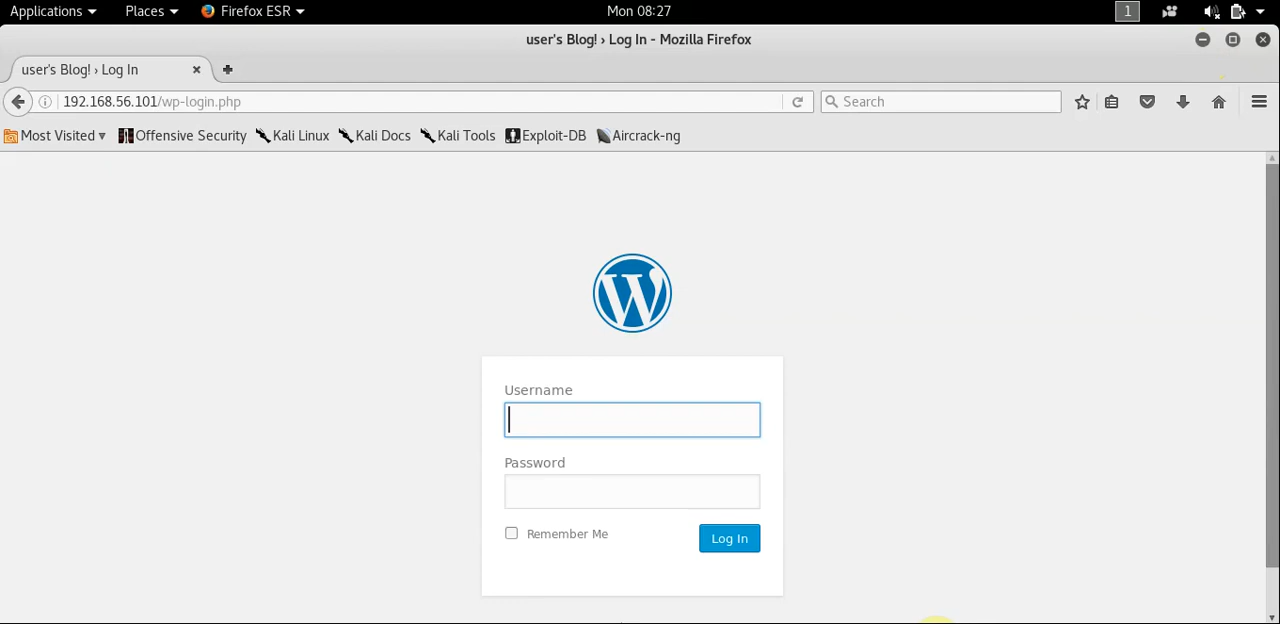 Applications Places Firefox ESR Mon 08:27 1
user's Blog! › Log In - Mozilla Firefox
user's Blog! › Log In
192.168.56.101/wp-login.php Search
Most Visited Offensive Security Kali Linux Kali Docs Kali Tools Exploit-DB Aircrack-ng
W
Username
Password
Remember Me Log In